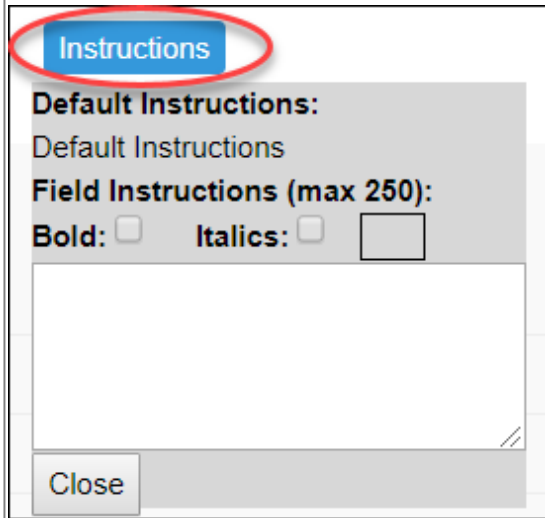 Instructions
Default Instructions:
Default Instructions
Field Instructions (max 250):
Bold: Italics:
Close